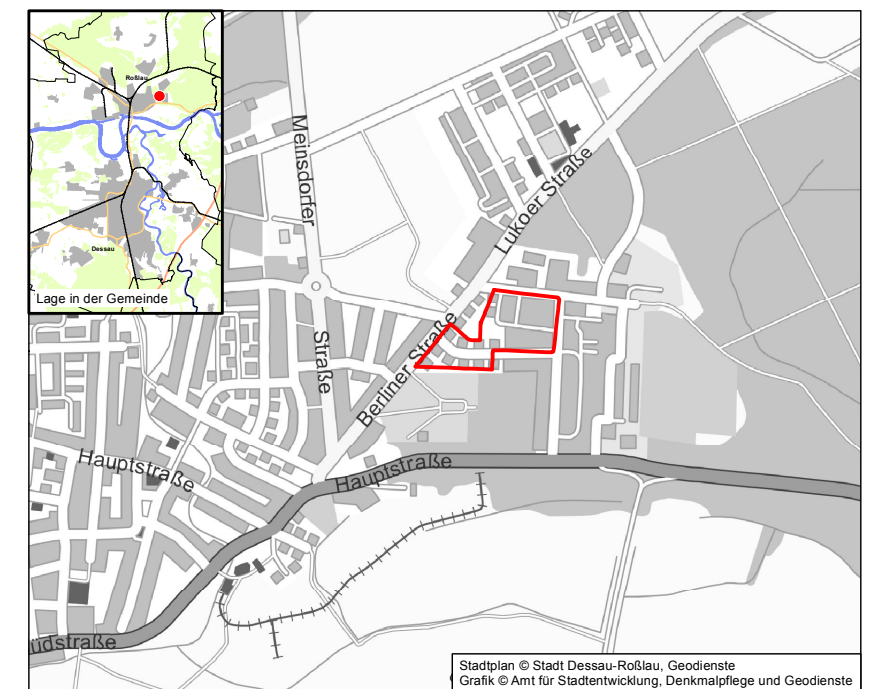 Roßlau
Dessau
Lage in der Gemeinde
Meinsdorfer
Straße
Lukoer Straße
Berliner Straße
Hauptstraße
Hauptstraße
üdstraße
Stadtplan © Stadt Dessau-Roßlau, Geodienste
Grafik © Amt für Stadtentwicklung, Denkmalpflege und Geodienste